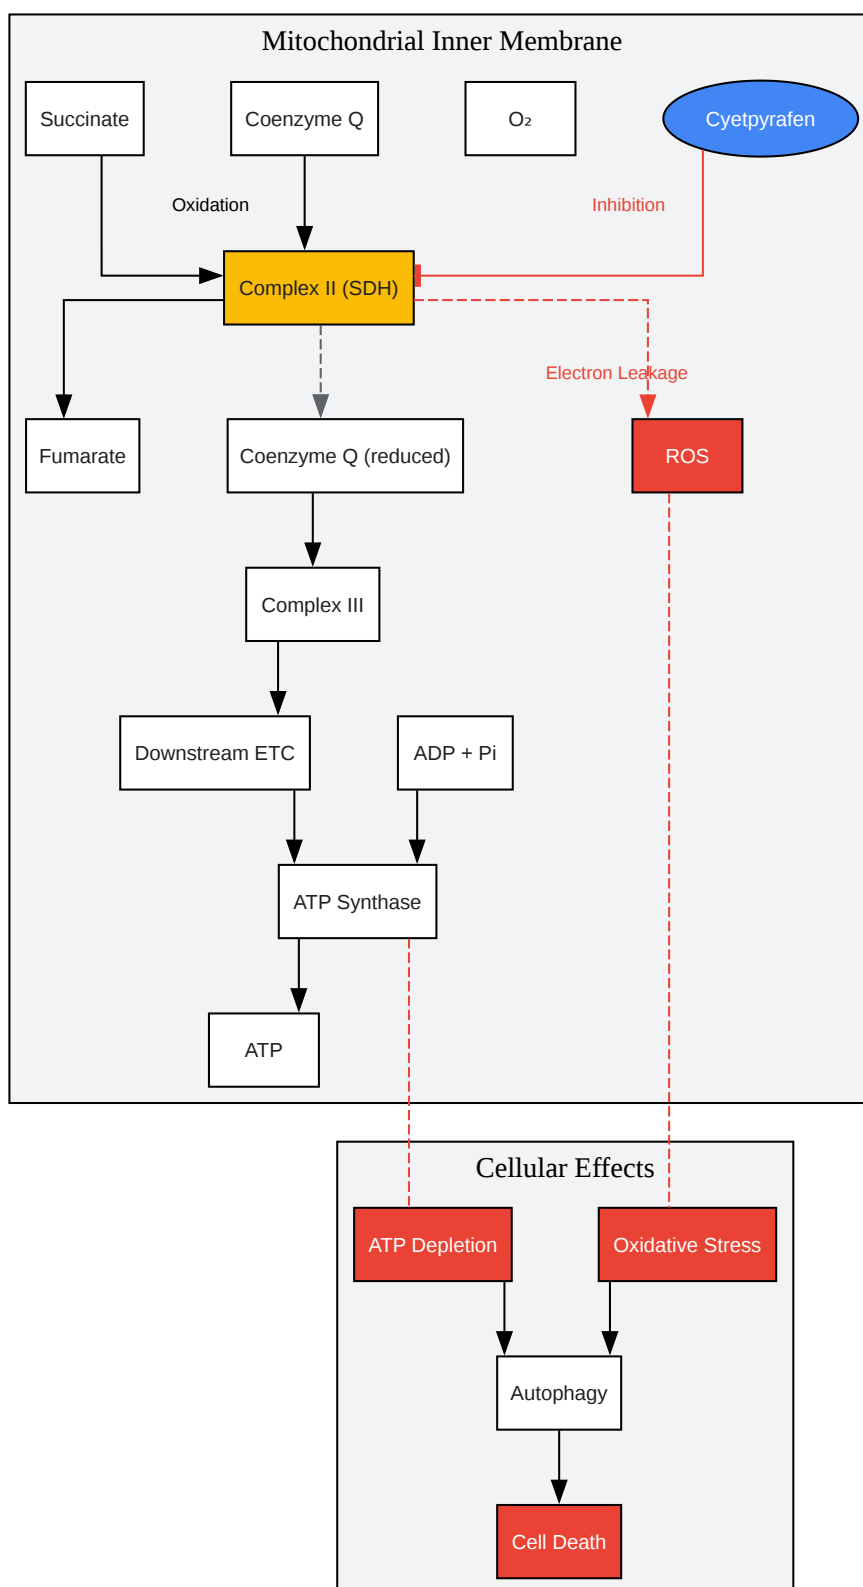 Mitochondrial Inner Membrane
Succinate
Coenzyme Q
O₂
Cyetpyrafen
Oxidation
Inhibition
Complex II (SDH)
Electron Leakage
Fumarate
Coenzyme Q (reduced)
ROS
Complex III
Downstream ETC
ADP + Pi
ATP Synthase
ATP
Cellular Effects
ATP Depletion
Oxidative Stress
Autophagy
Cell Death